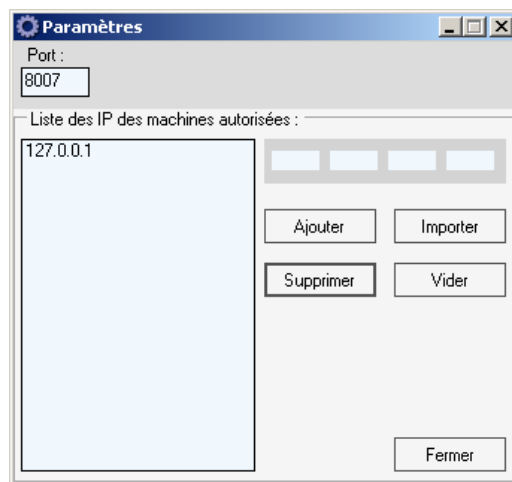 Paramètres
Port :
8007
Liste des IP des machines autorisées :
127.0.0.1
Ajouter
Importer
Supprimer
Vider
Fermer